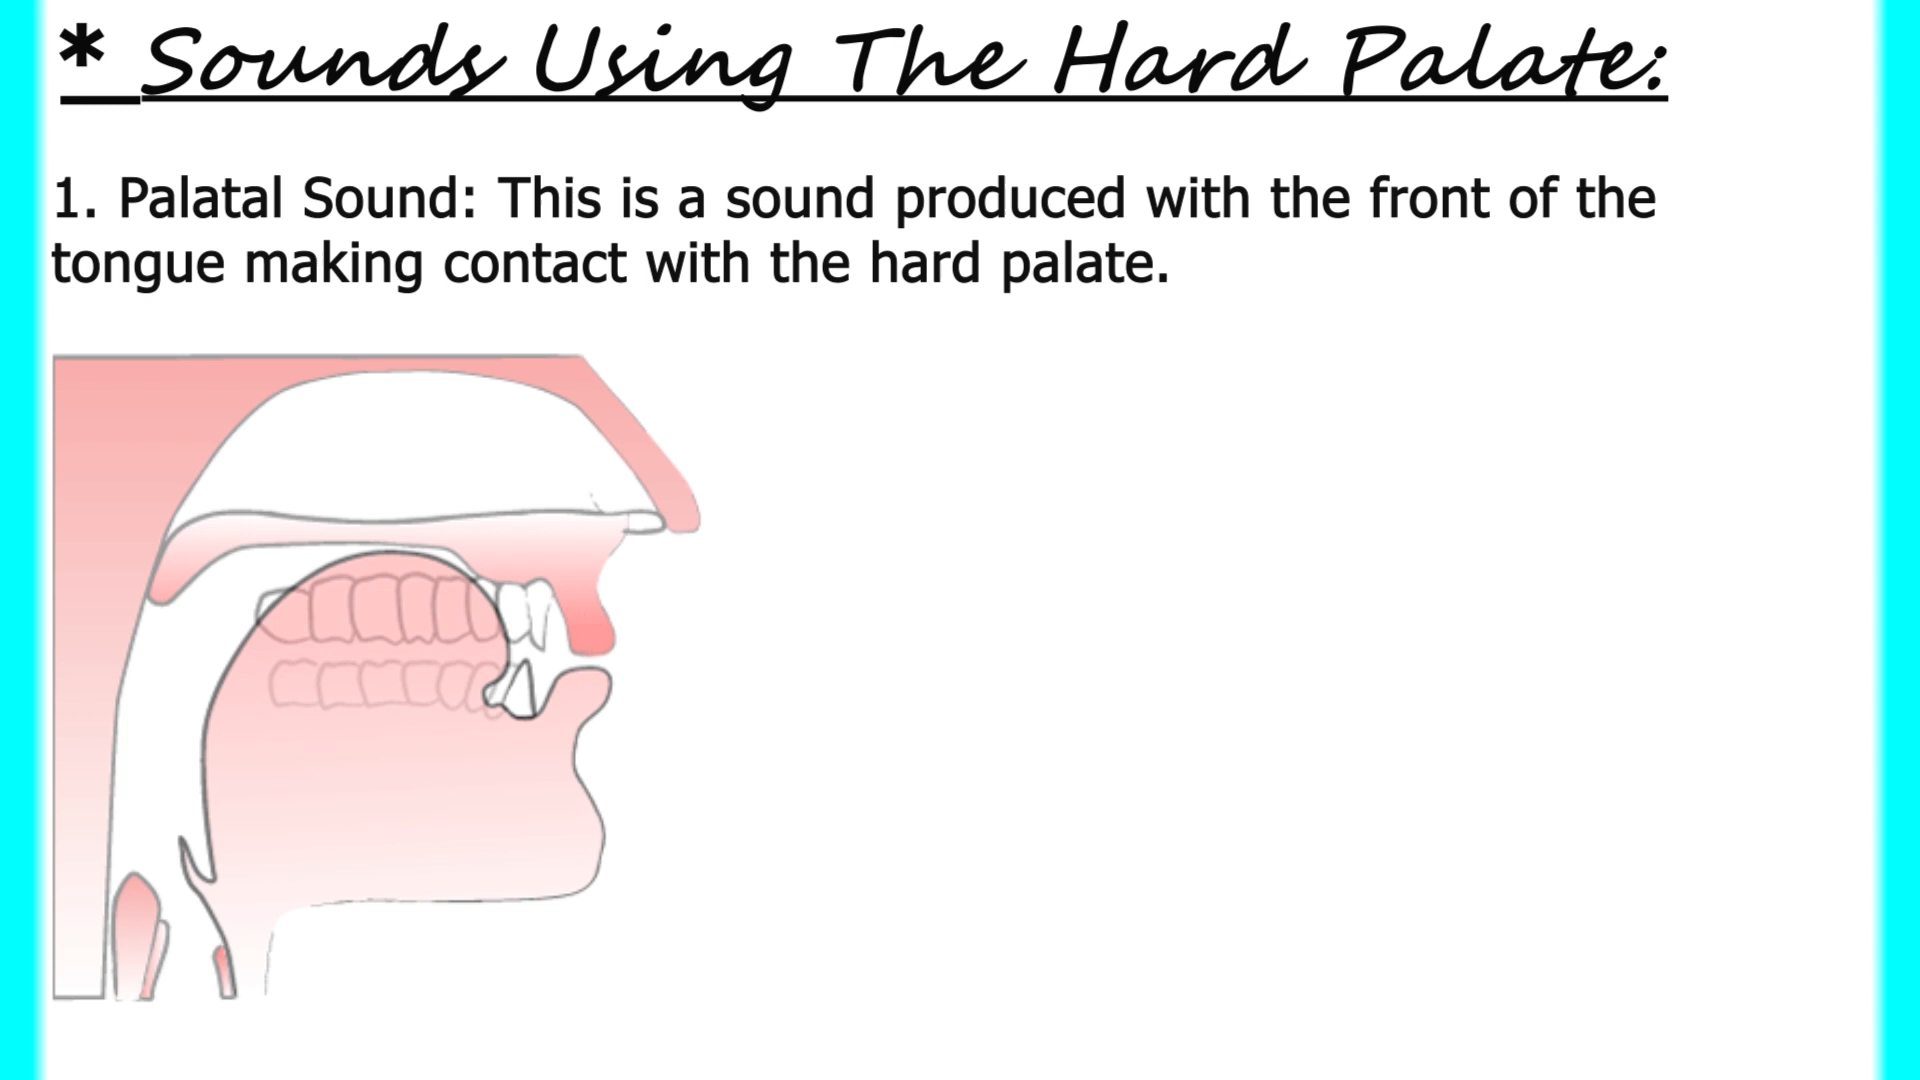 * Sounds Using The Hard Palate:
1. Palatal Sound: This is a sound produced with the front of the
tongue making contact with the hard palate.